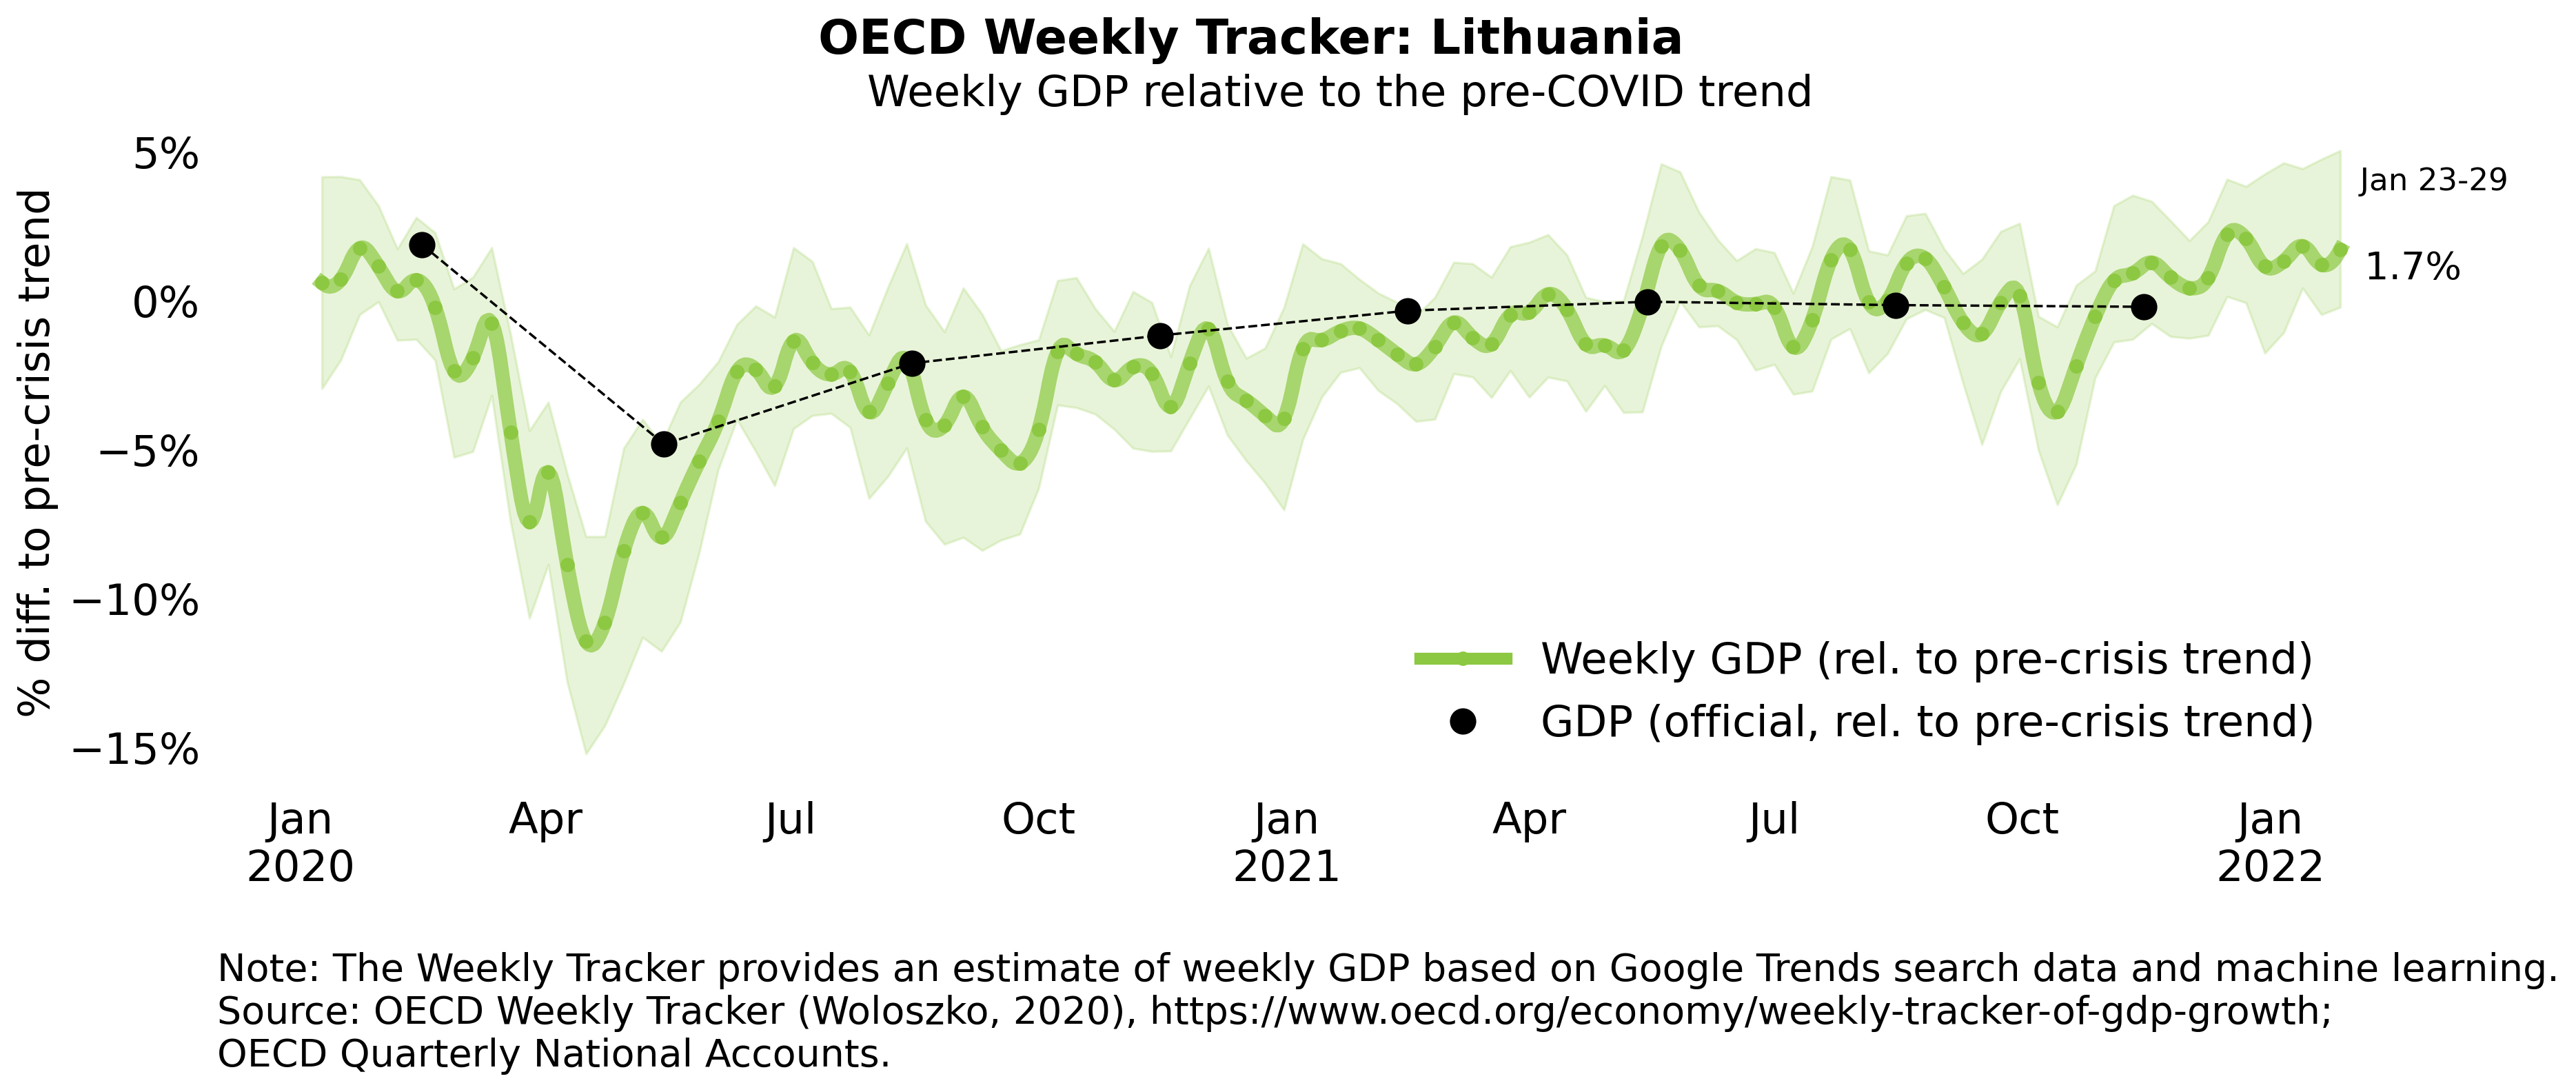 OECD Weekly Tracker: Lithuania
Weekly GDP relative to the pre-COVID trend
% diff. to pre-crisis trend
5%
0%
−5%
−10%
−15%
Jan 23-29
1.7%
Weekly GDP (rel. to pre-crisis trend)
GDP (official, rel. to pre-crisis trend)
Jan Apr Jul Oct Jan Apr Jul Oct Jan
2020 2021 2022
Note: The Weekly Tracker provides an estimate of weekly GDP based on Google Trends search data and machine learning.
Source: OECD Weekly Tracker (Woloszko, 2020), https://www.oecd.org/economy/weekly-tracker-of-gdp-growth;
OECD Quarterly National Accounts.